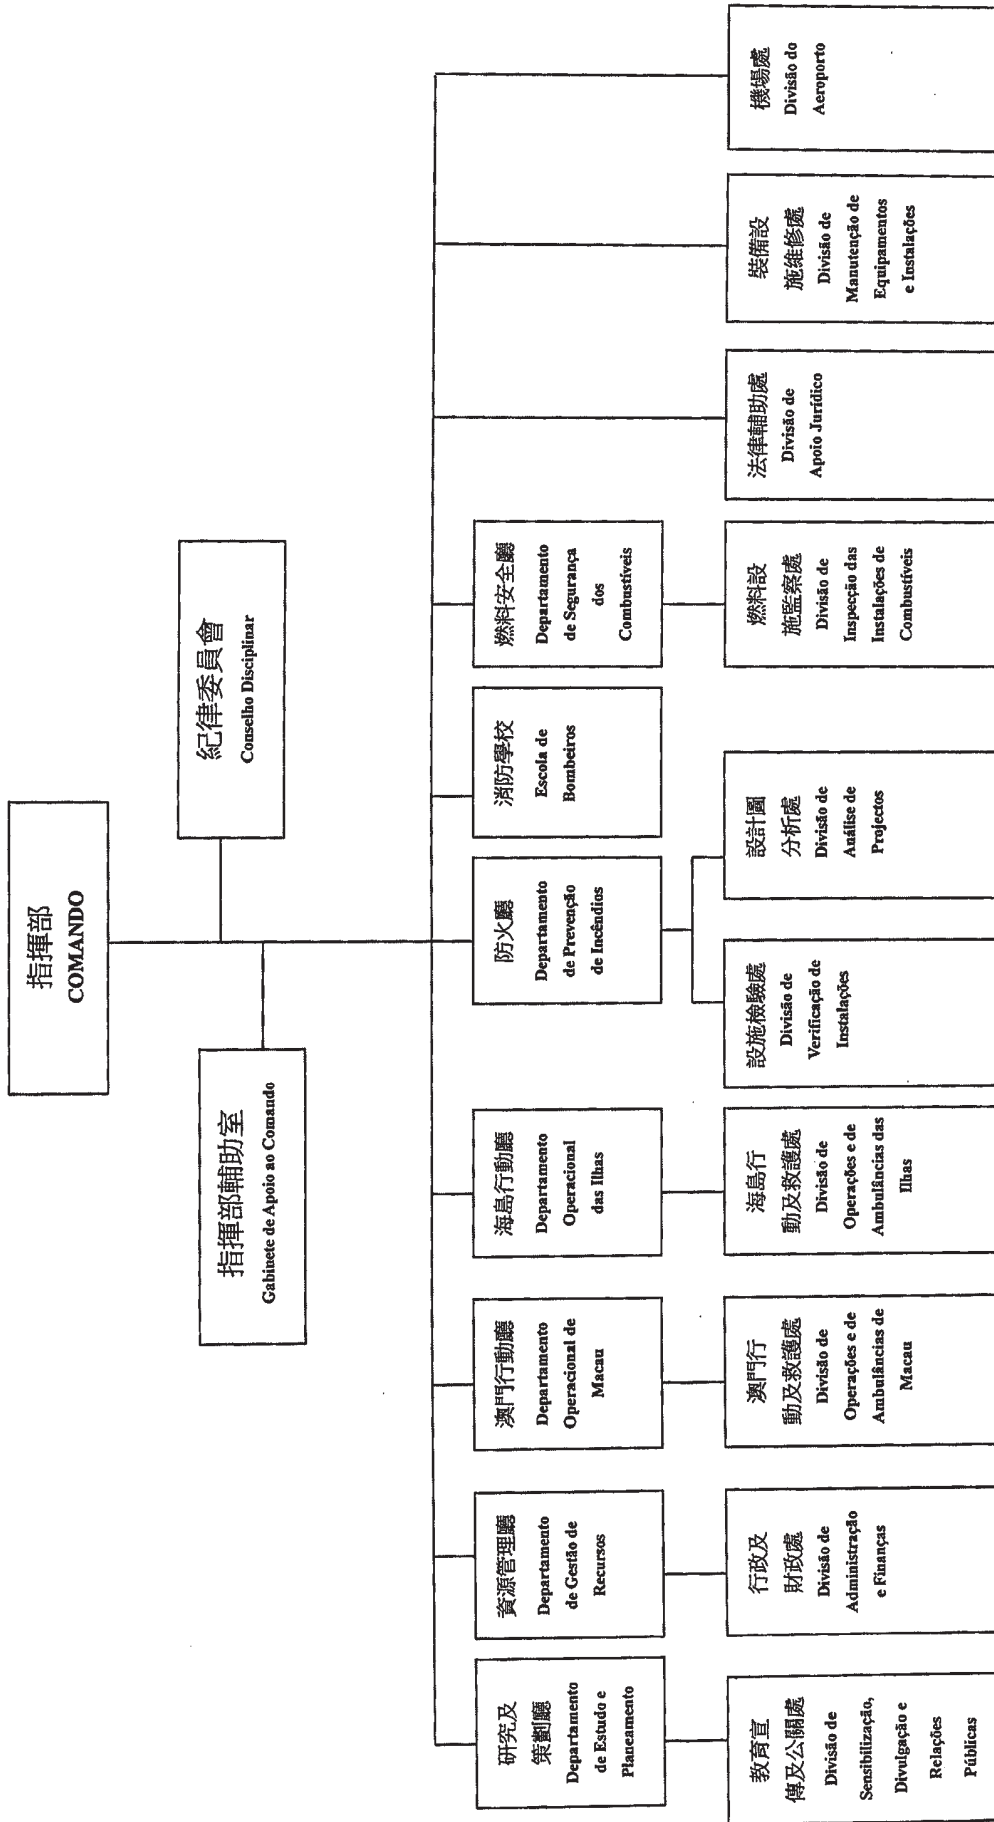 指揮部
COMANDO
指揮部輔助室
Gabinete de Apoio ao Comando
紀律委員會
Conselho Disciplinar
研究及
策劃廳
Departamento
de Estudo e
Planeamento
資源管理廳
Departamento
de Gestão de
Recursos
澳門行動廳
Departamento
Operacional de
Macau
海島行動廳
Departamento
Operacional
das Ilhas
防火廳
Departamento
de Prevenção
de Incêndios
消防學校
Escola de
Bombeiros
燃料安全廳
Departamento
de Segurança
dos
Combustíveis
教育宣
傳及公關處
Divisão de
Sensibilização,
Divulgação e
Relações
Públicas
行政及
財政處
Divisão de
Administração
e Finanças
澳門行
動及救護處
Divisão de
Operações e de
Ambulâncias de
Macau
海島行
動及救護處
Divisão de
Operações e de
Ambulâncias das
Ilhas
設施檢驗處
Divisão de
Verificação de
Instalações
設計圖
分析處
Divisão de
Análise de
Projectos
燃料設
施監察處
Divisão de
Inspecção das
Instalações de
Combustíveis
法律輔助處
Divisão de
Apoio Jurídico
裝備設
施維修處
Divisão de
Manutenção de
Equipamentos
e Instalações
機場處
Divisão do
Aeroporto